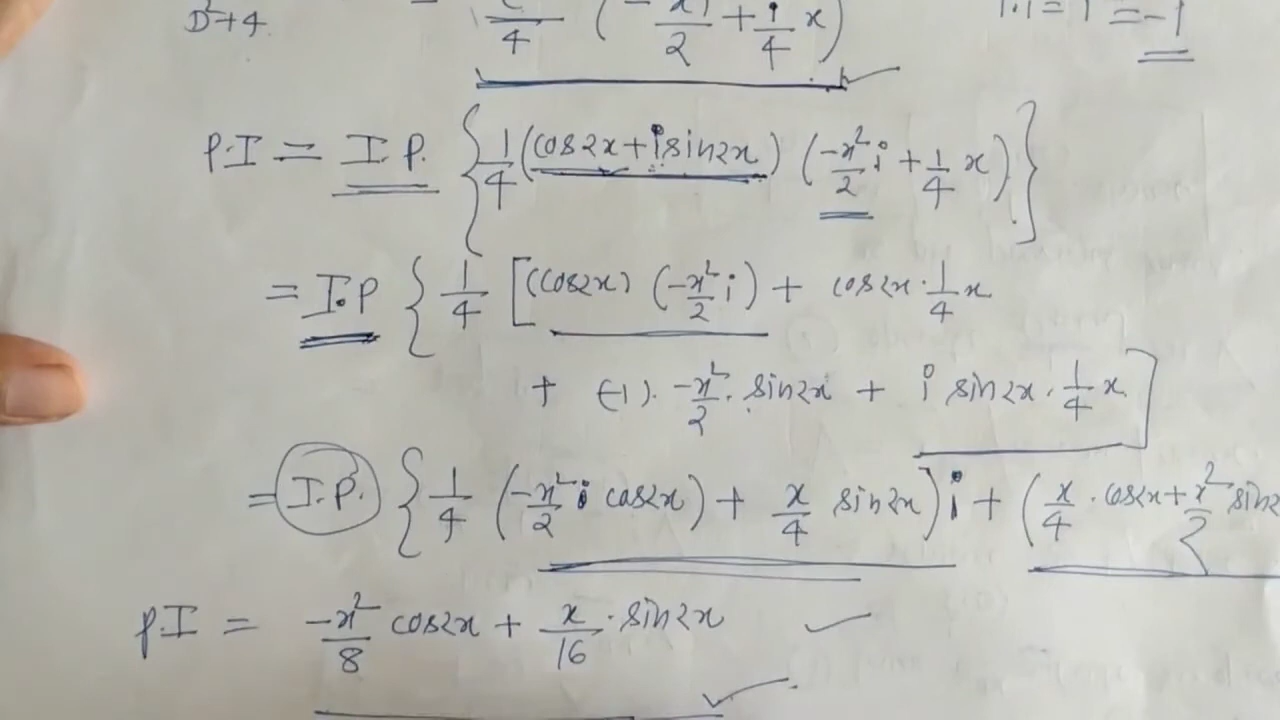 D²+4 = /4 (-x²/2 + i/4 x) = -1
P.I = I.P. {1/4 (cos2x + i sin2x) (-x²/2 i + 1/4 x)}
= I.P {1/4 [(cos2x) (-x²/2 i) + cos2x · 1/4 x
+ (-1). -x²/2 . sin2x + i sin2x · 1/4 x]
= I.P. {1/4 (-x²/2 i cos2x) + x/4 sin2x) i + (x/4 · cos2x + x²/2 sin2
P.I = -x²/8 cos2x + x/16 · sin2x